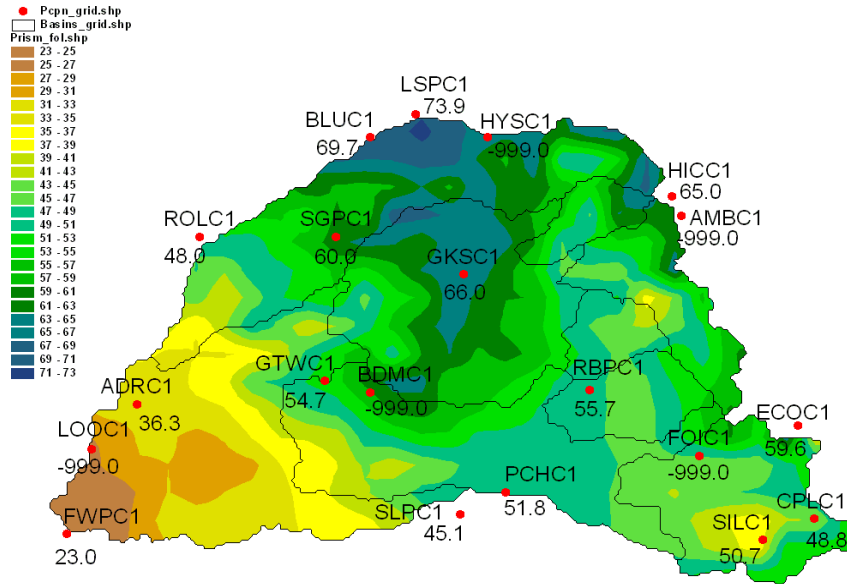 Pcpn_grid.shp
Basins_grid.shp
Prism_fol.shp
23 - 25
25 - 27
27 - 29
29 - 31
31 - 33
33 - 35
35 - 37
37 - 39
39 - 41
41 - 43
43 - 45
45 - 47
47 - 49
49 - 51
51 - 53
53 - 55
55 - 57
57 - 59
59 - 61
61 - 63
63 - 65
65 - 67
67 - 69
69 - 71
71 - 73
LSPC1
73.9
BLUC1
69.7
HYSC1
-999.0
HICC1
65.0
AMBC1
-999.0
ROLC1
48.0
SGPC1
60.0
GKSC1
66.0
GTWC1
54.7
BDMC1
-999.0
RBPC1
55.7
ADRC1
36.3
ECOC1
59.6
LOOC1
-999.0
FOIC1
-999.0
PCHC1
51.8
CPLC1
48.8
SLPC1
45.1
SILC1
50.7
FWPC1
23.0